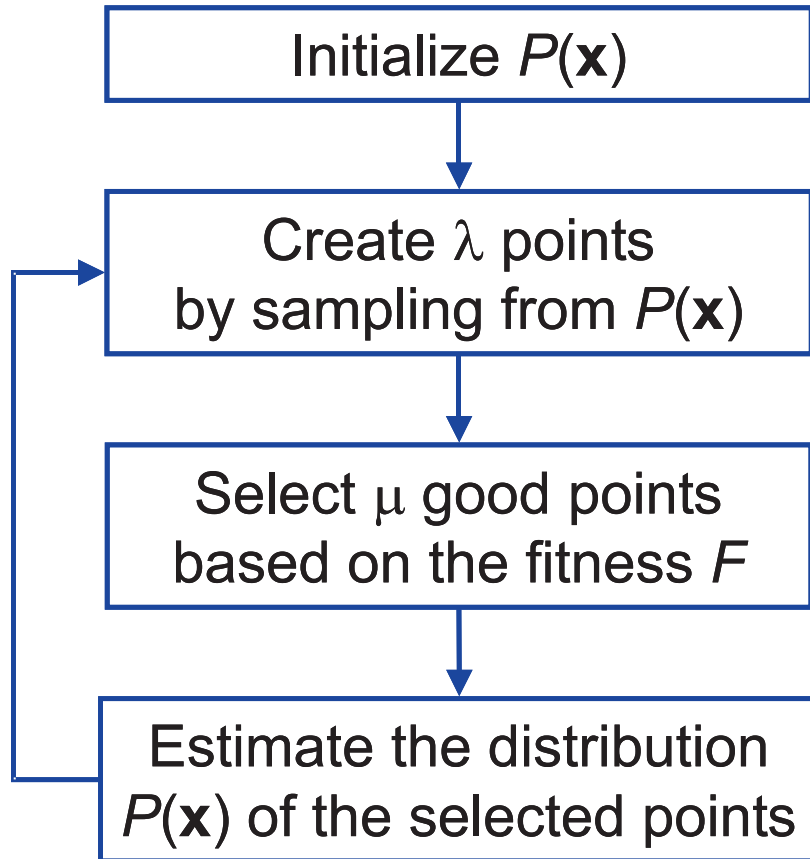 Initialize P(x)
Create λ points
by sampling from P(x)
Select μ good points
based on the fitness F
Estimate the distribution
P(x) of the selected points